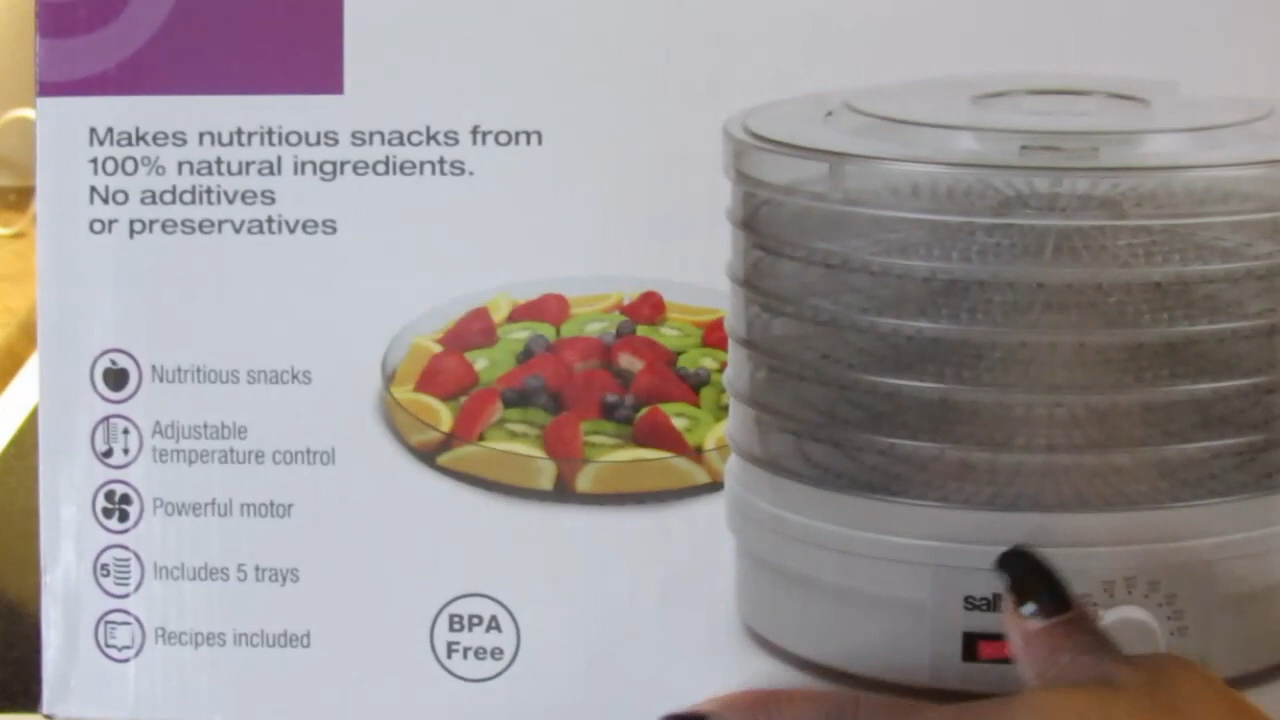 Makes nutritious snacks from
100% natural ingredients.
No additives
or preservatives
Nutritious snacks
Adjustable
temperature control
Powerful motor
5
Includes 5 trays
Recipes included
BPA
Free